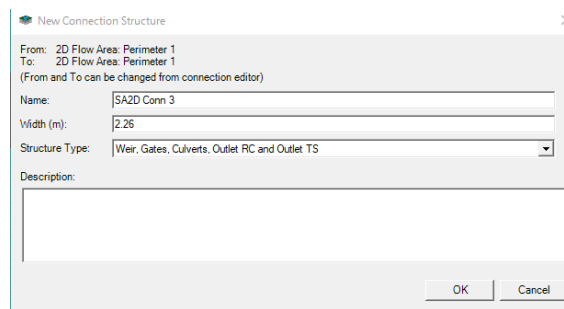 New Connection Structure
From: 2D Flow Area: Perimeter 1
To: 2D Flow Area: Perimeter 1
(From and To can be changed from connection editor)
Name: SA2D Conn 3
Width (m): 2.26
Structure Type: Weir, Gates, Culverts, Outlet RC and Outlet TS
Description:
OK Cancel